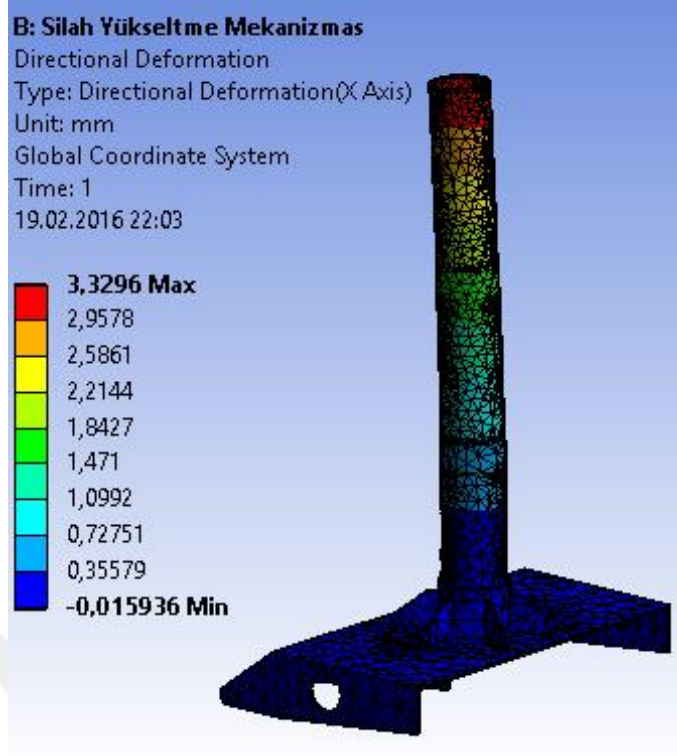 B: Silah Yükseltme Mekanizmas
Directional Deformation
Type: Directional Deformation(X Axis)
Unit: mm
Global Coordinate System
Time: 1
19.02.2016 22:03
3,3296 Max
2,9578
2,5861
2,2144
1,8427
1,471
1,0992
0,72751
0,35579
-0,015936 Min